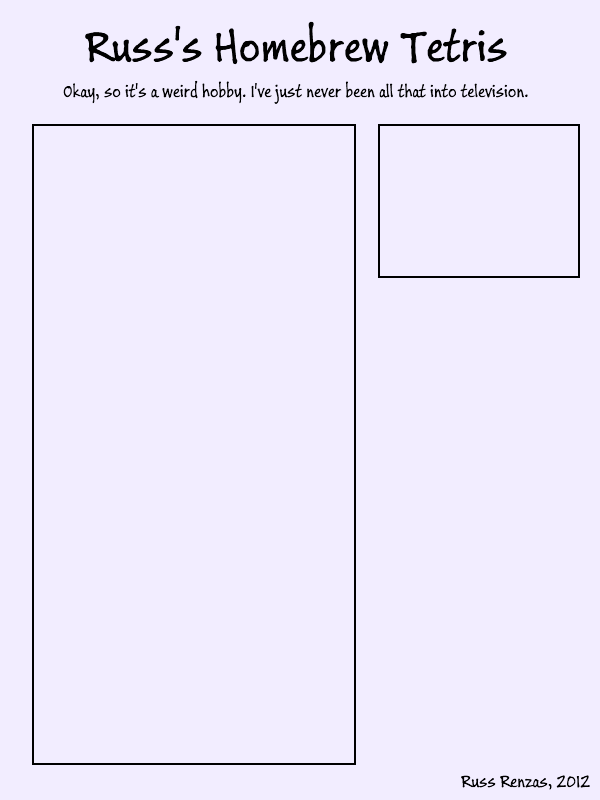 Russ's Homebrew Tetris
Okay, so it's a weird hobby. I've just never been all that into television.
Russ Renzas, 2012